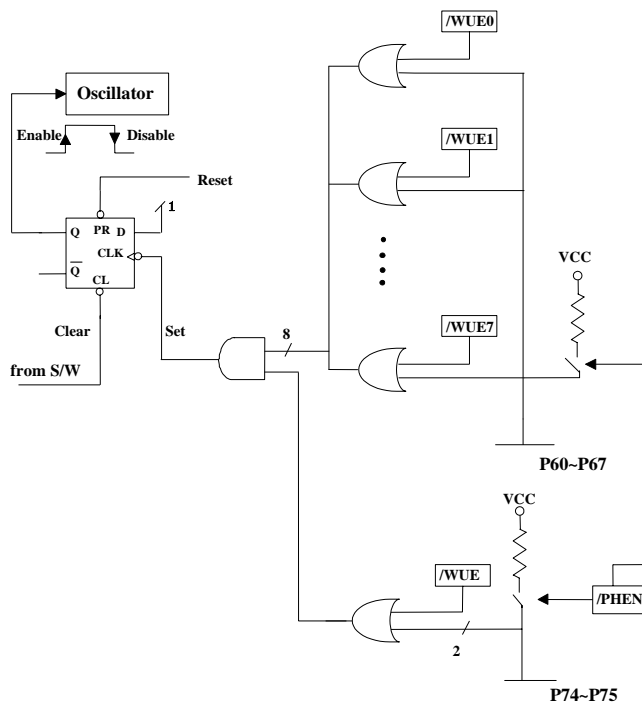 /WUE0
Oscillator
Enable
Disable
/WUE1
Reset
1
Q
PR
D
CLK
Q
CL
VCC
Clear
Set
8
/WUE7
from S/W
P60~P67
VCC
/WUE
/PHEN
2
P74~P75